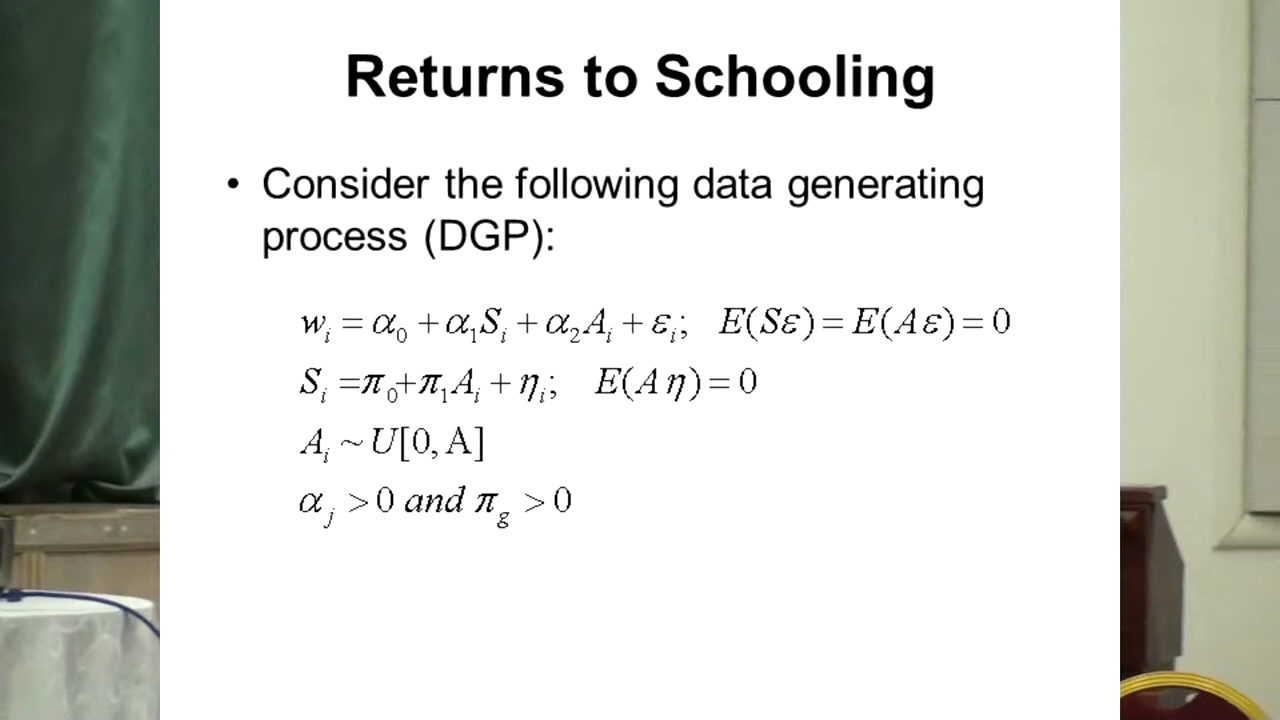 Returns to Schooling
• Consider the following data generating
process (DGP):
wᵢ = α₀ + α₁Sᵢ + α₂Aᵢ + εᵢ; E(Sε) = E(Aε) = 0
Sᵢ = π₀ + π₁Aᵢ + ηᵢ; E(Aη) = 0
Aᵢ ~ U[0, A]
αⱼ > 0 and π_g > 0